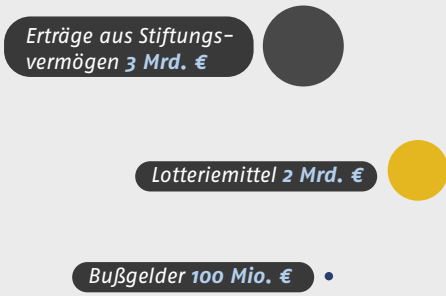 Erträge aus Stiftungs-
vermögen 3 Mrd. €
Lotteriemittel 2 Mrd. €
Bußgelder 100 Mio. €